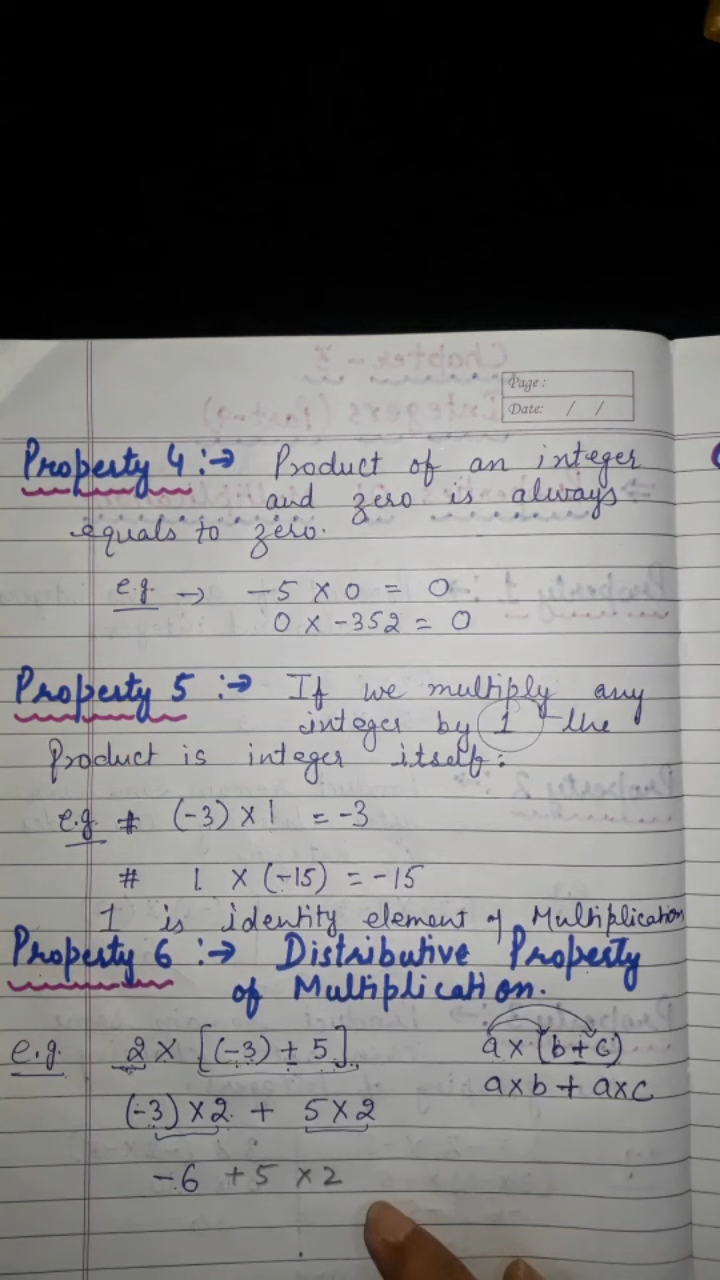 Page :
Date: / /
Property 4 :→ Product of an integer
and zero is always
equals to zero.
e.g. → -5 × 0 = 0
0 × -352 = 0
Property 5 :→ If we multiply any
integer by 1 the
Product is integer itself.
e.g. # (-3) × 1 = -3
# 1 × (-15) = -15
1 is identity element of Multiplication
Property 6 :→ Distributive Property
of Multiplication.
e.g. 2 × [(-3) + 5] a × (b + c)
(-3) × 2 + 5 × 2 a × b + a × c
-6 + 5 × 2